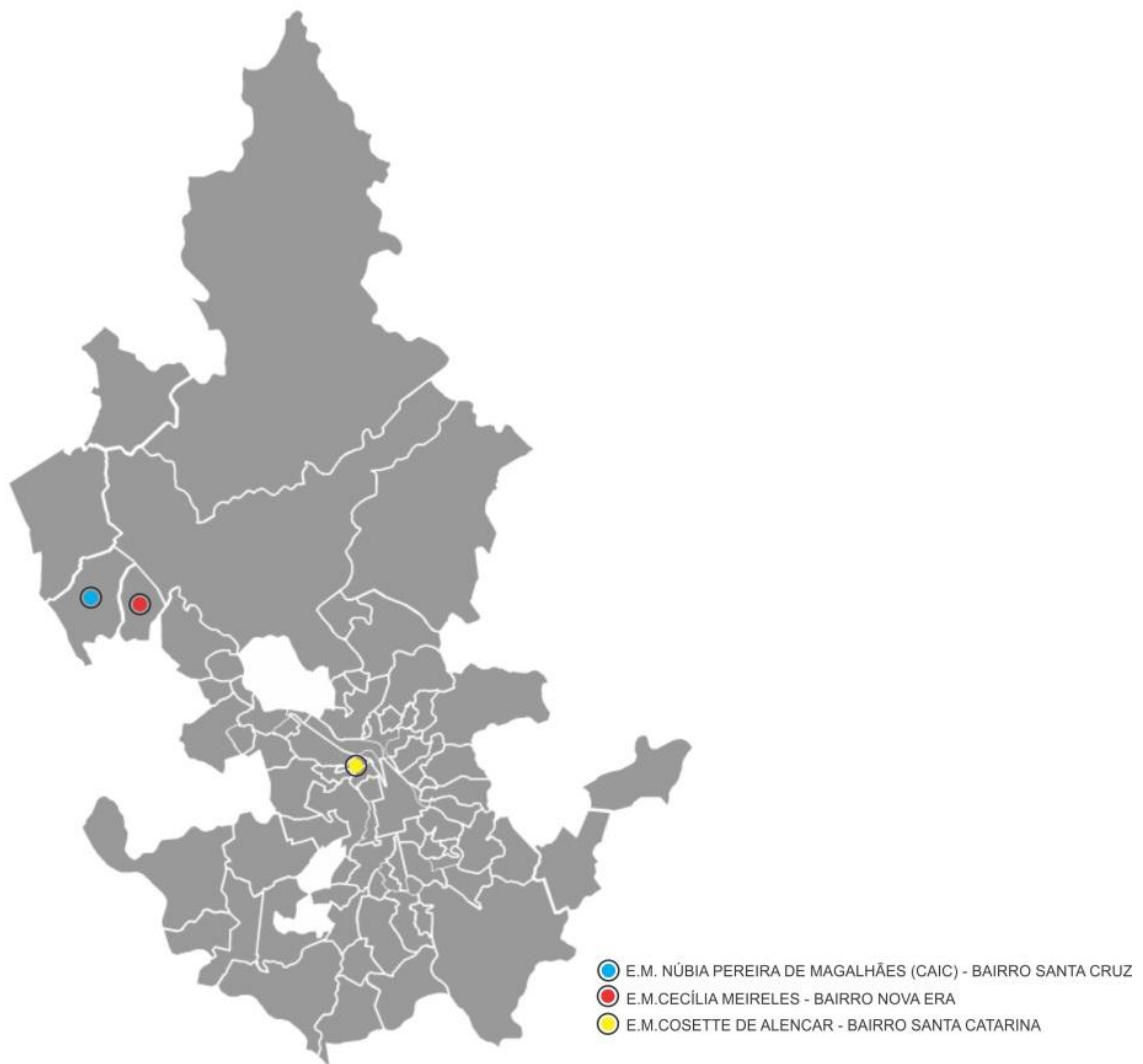 E.M. NÚBIA PEREIRA DE MAGALHÃES (CAIC) - BAIRRO SANTA CRUZ
E.M.CECÍLIA MEIRELES - BAIRRO NOVA ERA
E.M.COSETTE DE ALENCAR - BAIRRO SANTA CATARINA